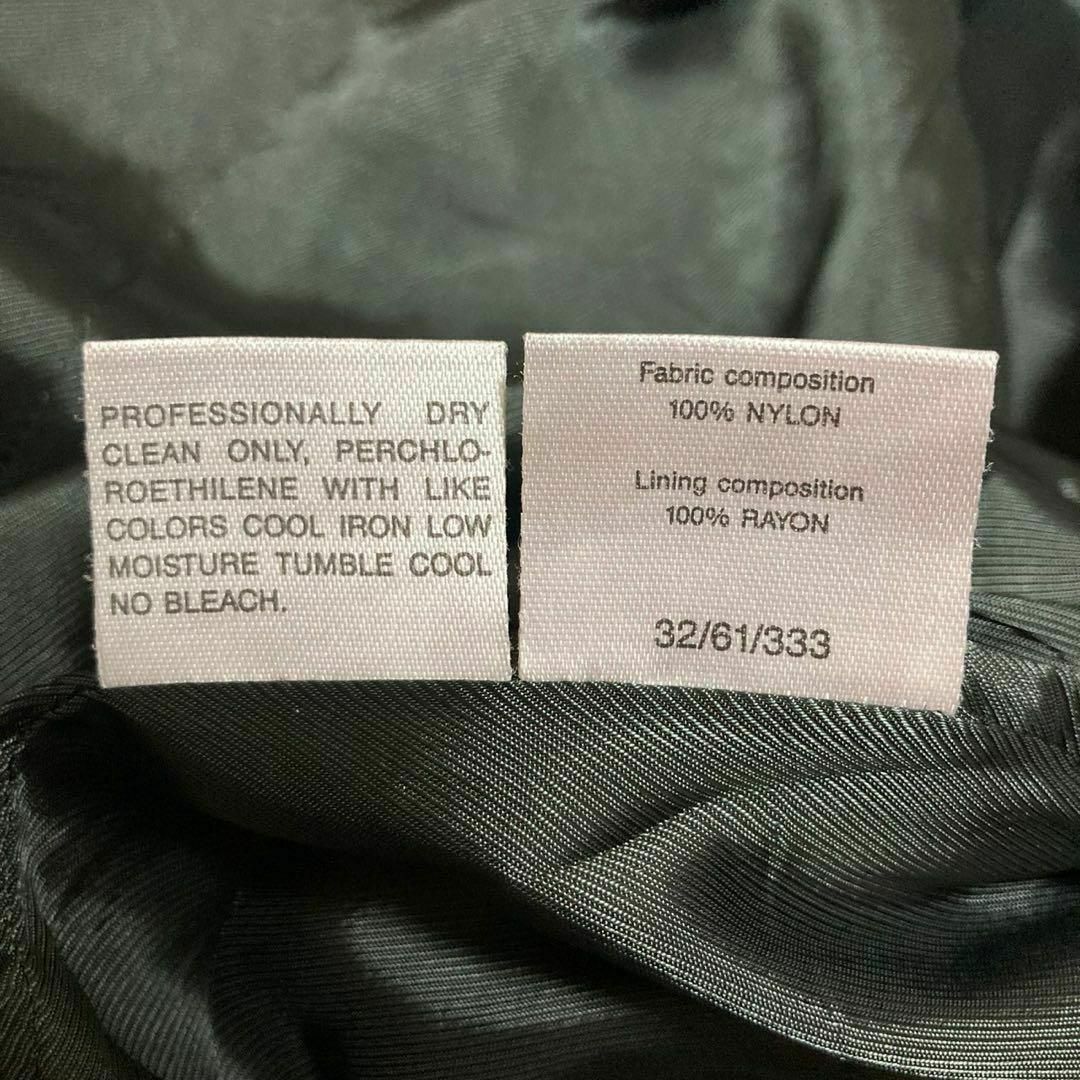 PROFESSIONALLY DRY
CLEAN ONLY, PERCHLO-
ROETHILENE WITH LIKE
COLORS COOL IRON LOW
MOISTURE TUMBLE COOL
NO BLEACH.
Fabric composition
100% NYLON
Lining composition
100% RAYON
32/61/333